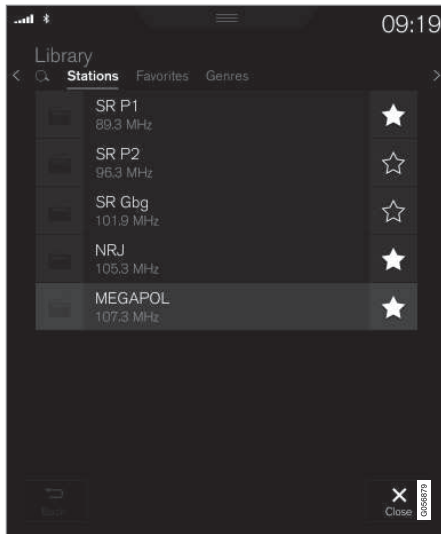 09:19
Library
Stations Favorites Genres
SR P1
89.3 MHz
SR P2
96.3 MHz
SR Gbg
101.9 MHz
NRJ
105.3 MHz
MEGAPOL
107.3 MHz
Back
Close
G056879